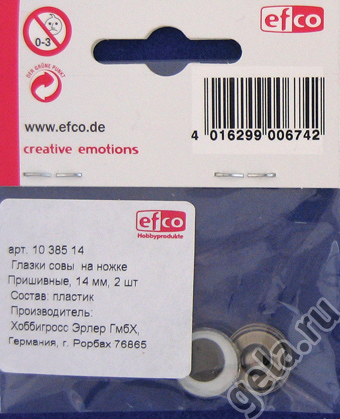 efco
0-3
DER GRÜNE PUNKT
www.efco.de
creative emotions
4 016299 006742
efco
Hobbyprodukte
арт. 10 385 14
Глазки совы на ножке
Пришивные, 14 мм, 2 шт
Состав: пластик
Производитель:
Хоббигросс Эрлер ГмбХ,
Германия, г. Рорбах 76865
gela.ru